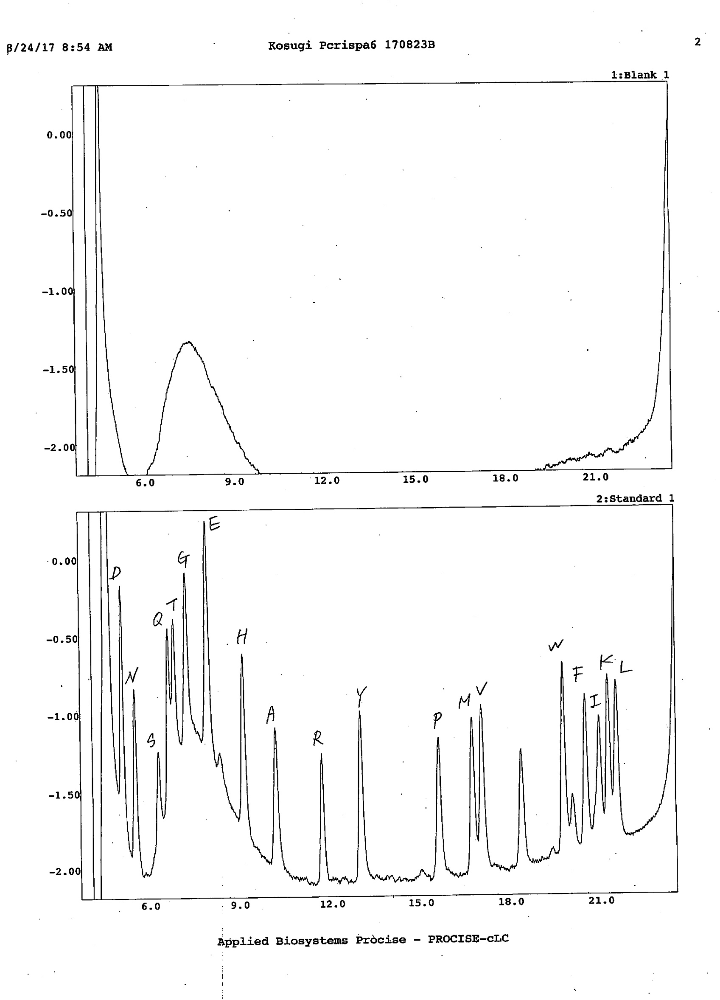 8/24/17 8:54 AM Kosugi Pcrispa6 170823B 2
1:Blank 1
0.00
-0.50
-1.00
-1.50
-2.00
6.0 9.0 12.0 15.0 18.0 21.0
2:Standard 1
E
G
0.00
D
T
Q
-0.50
H
W
K L
F
N
V
M
I
Y
-1.00
A
P
S
R
-1.50
-2.00
6.0 9.0 12.0 15.0 18.0 21.0
Applied Biosystems Procise - PROCISE-cLC